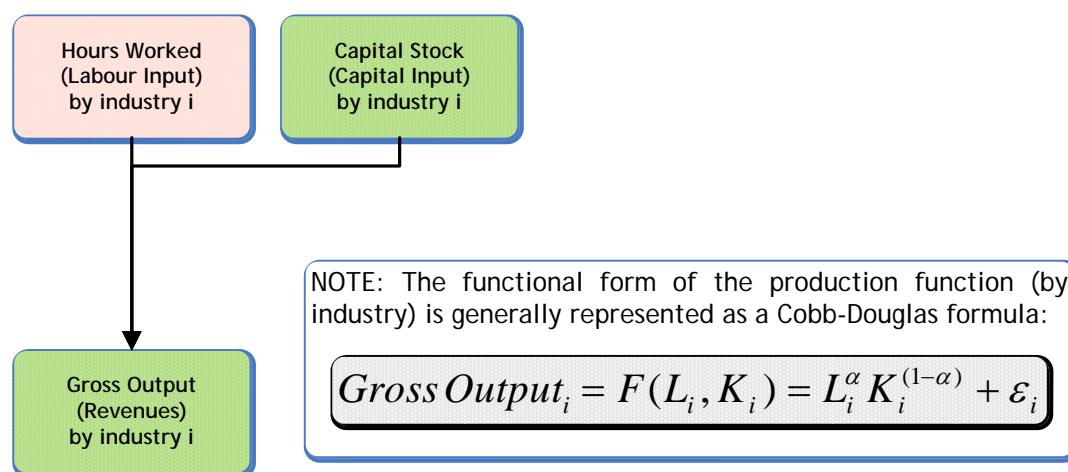 Hours Worked
(Labour Input)
by industry i
Capital Stock
(Capital Input)
by industry i
NOTE: The functional form of the production function (by
industry) is generally represented as a Cobb-Douglas formula:
Gross Output_i = F(L_i, K_i) = L_i^α K_i^(1−α) + ε_i
Gross Output
(Revenues)
by industry i